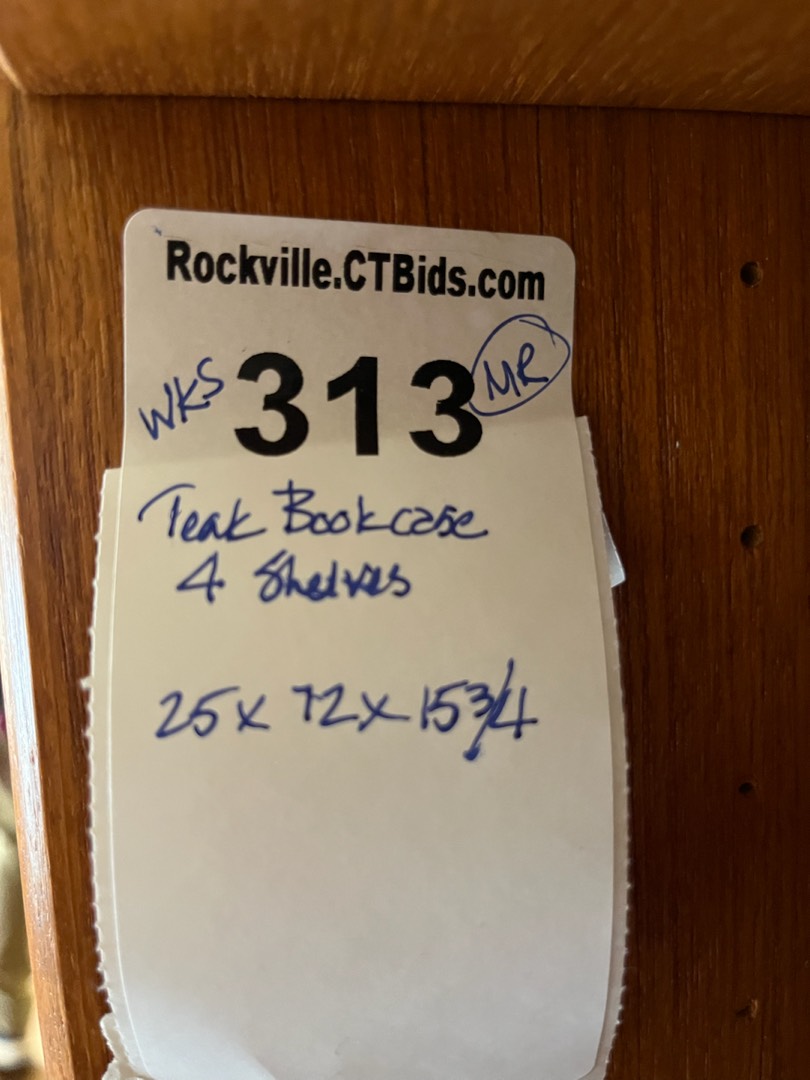 Rockville.CTBids.com
WKS 313 MR
Teak Bookcase
4 Shelves
25 x 72 x 15 3/4